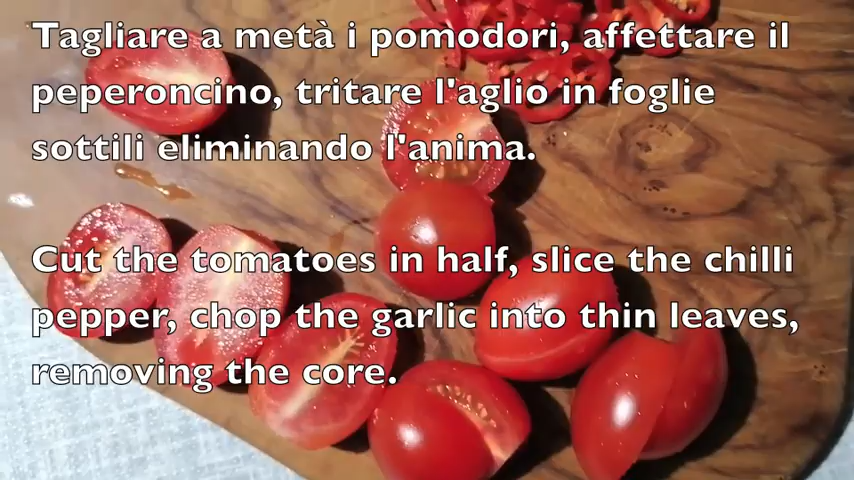 Tagliare a metà i pomodori, affettare il
peperoncino, tritare l'aglio in foglie
sottili eliminando l'anima.
Cut the tomatoes in half, slice the chilli
pepper, chop the garlic into thin leaves,
removing the core.